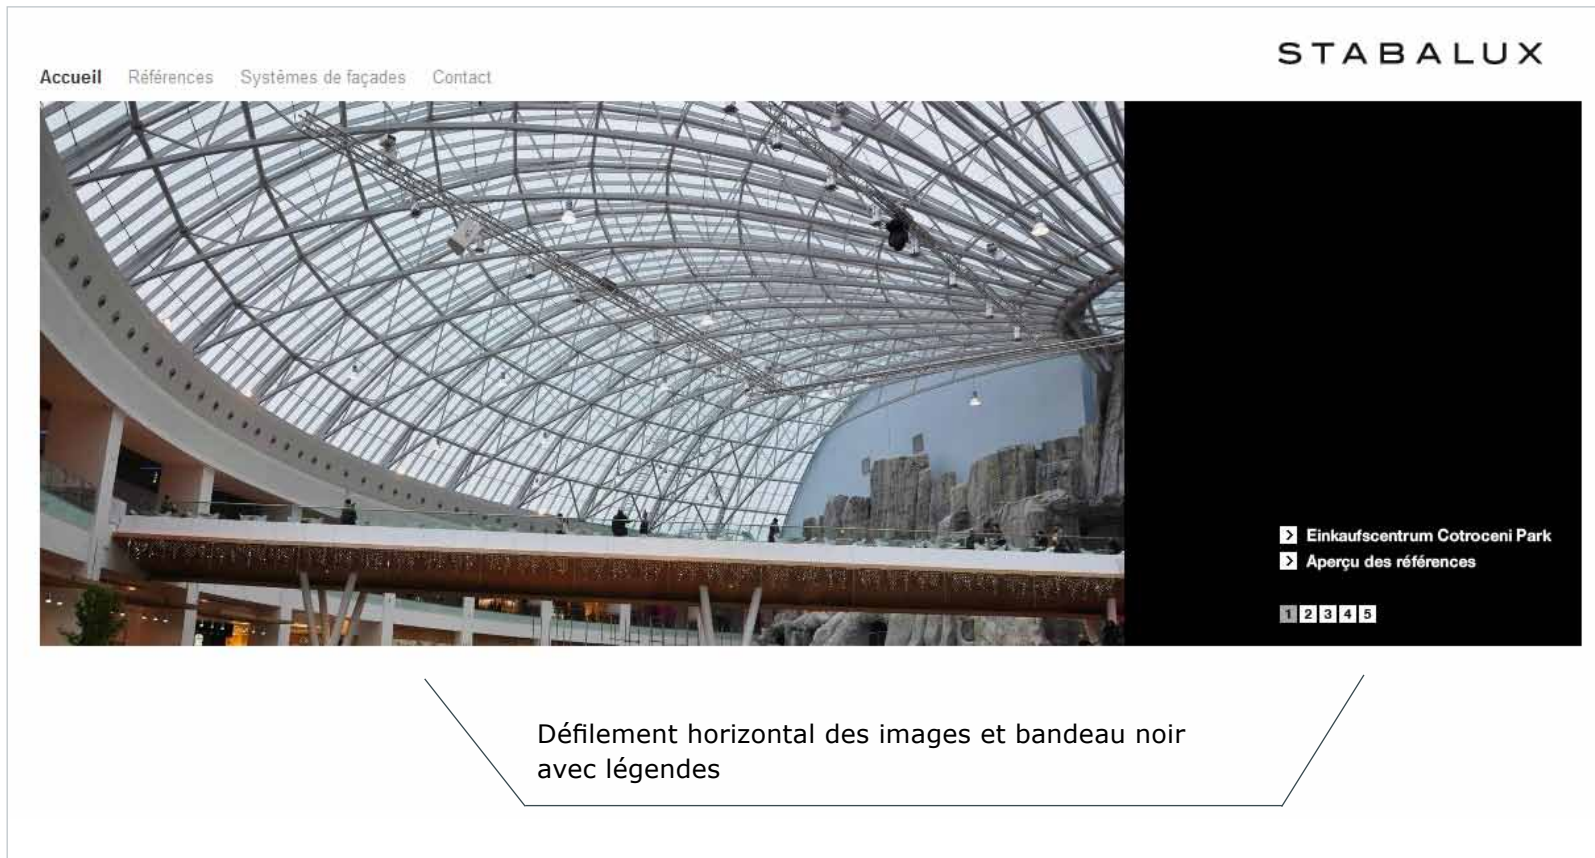 STABALUX
Accueil Références Systèmes de façades Contact
Einkaufscentrum Cotroceni Park
Aperçu des références
1 2 3 4 5
Défilement horizontal des images et bandeau noir
avec légendes